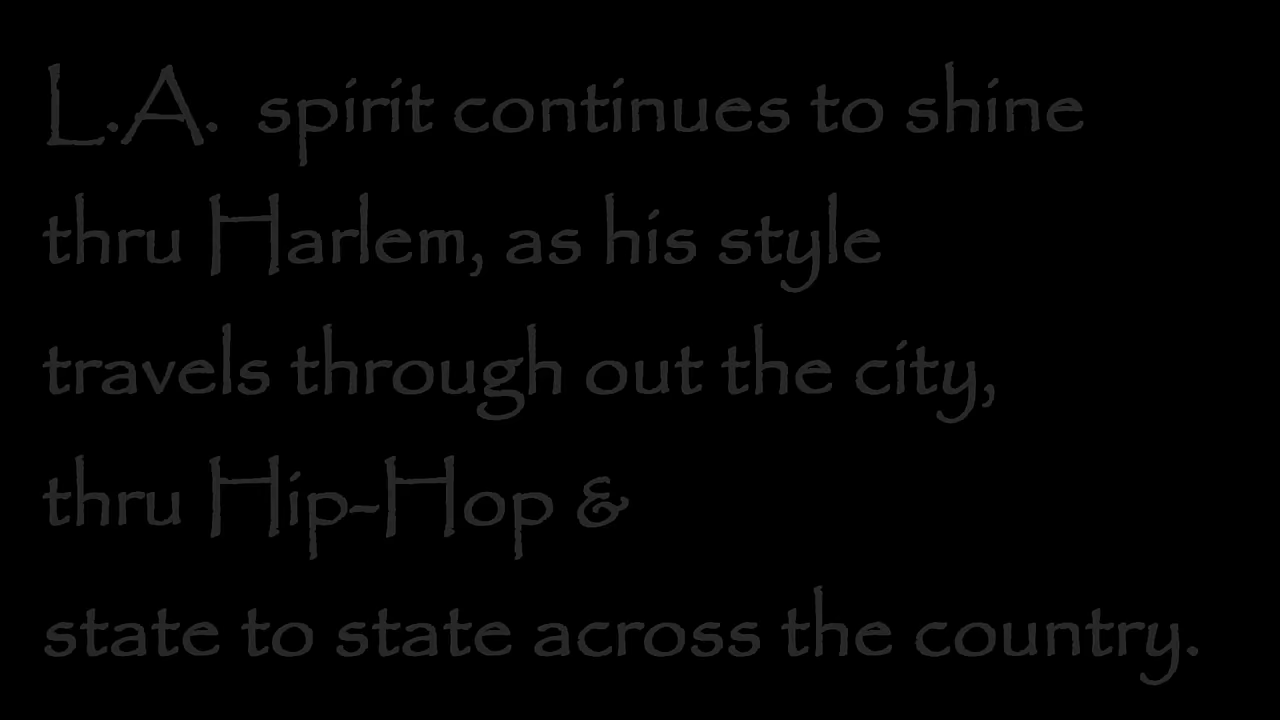 L.A. spirit continues to shine
thru Harlem, as his style
travels through out the city,
thru Hip-Hop &
state to state across the country.